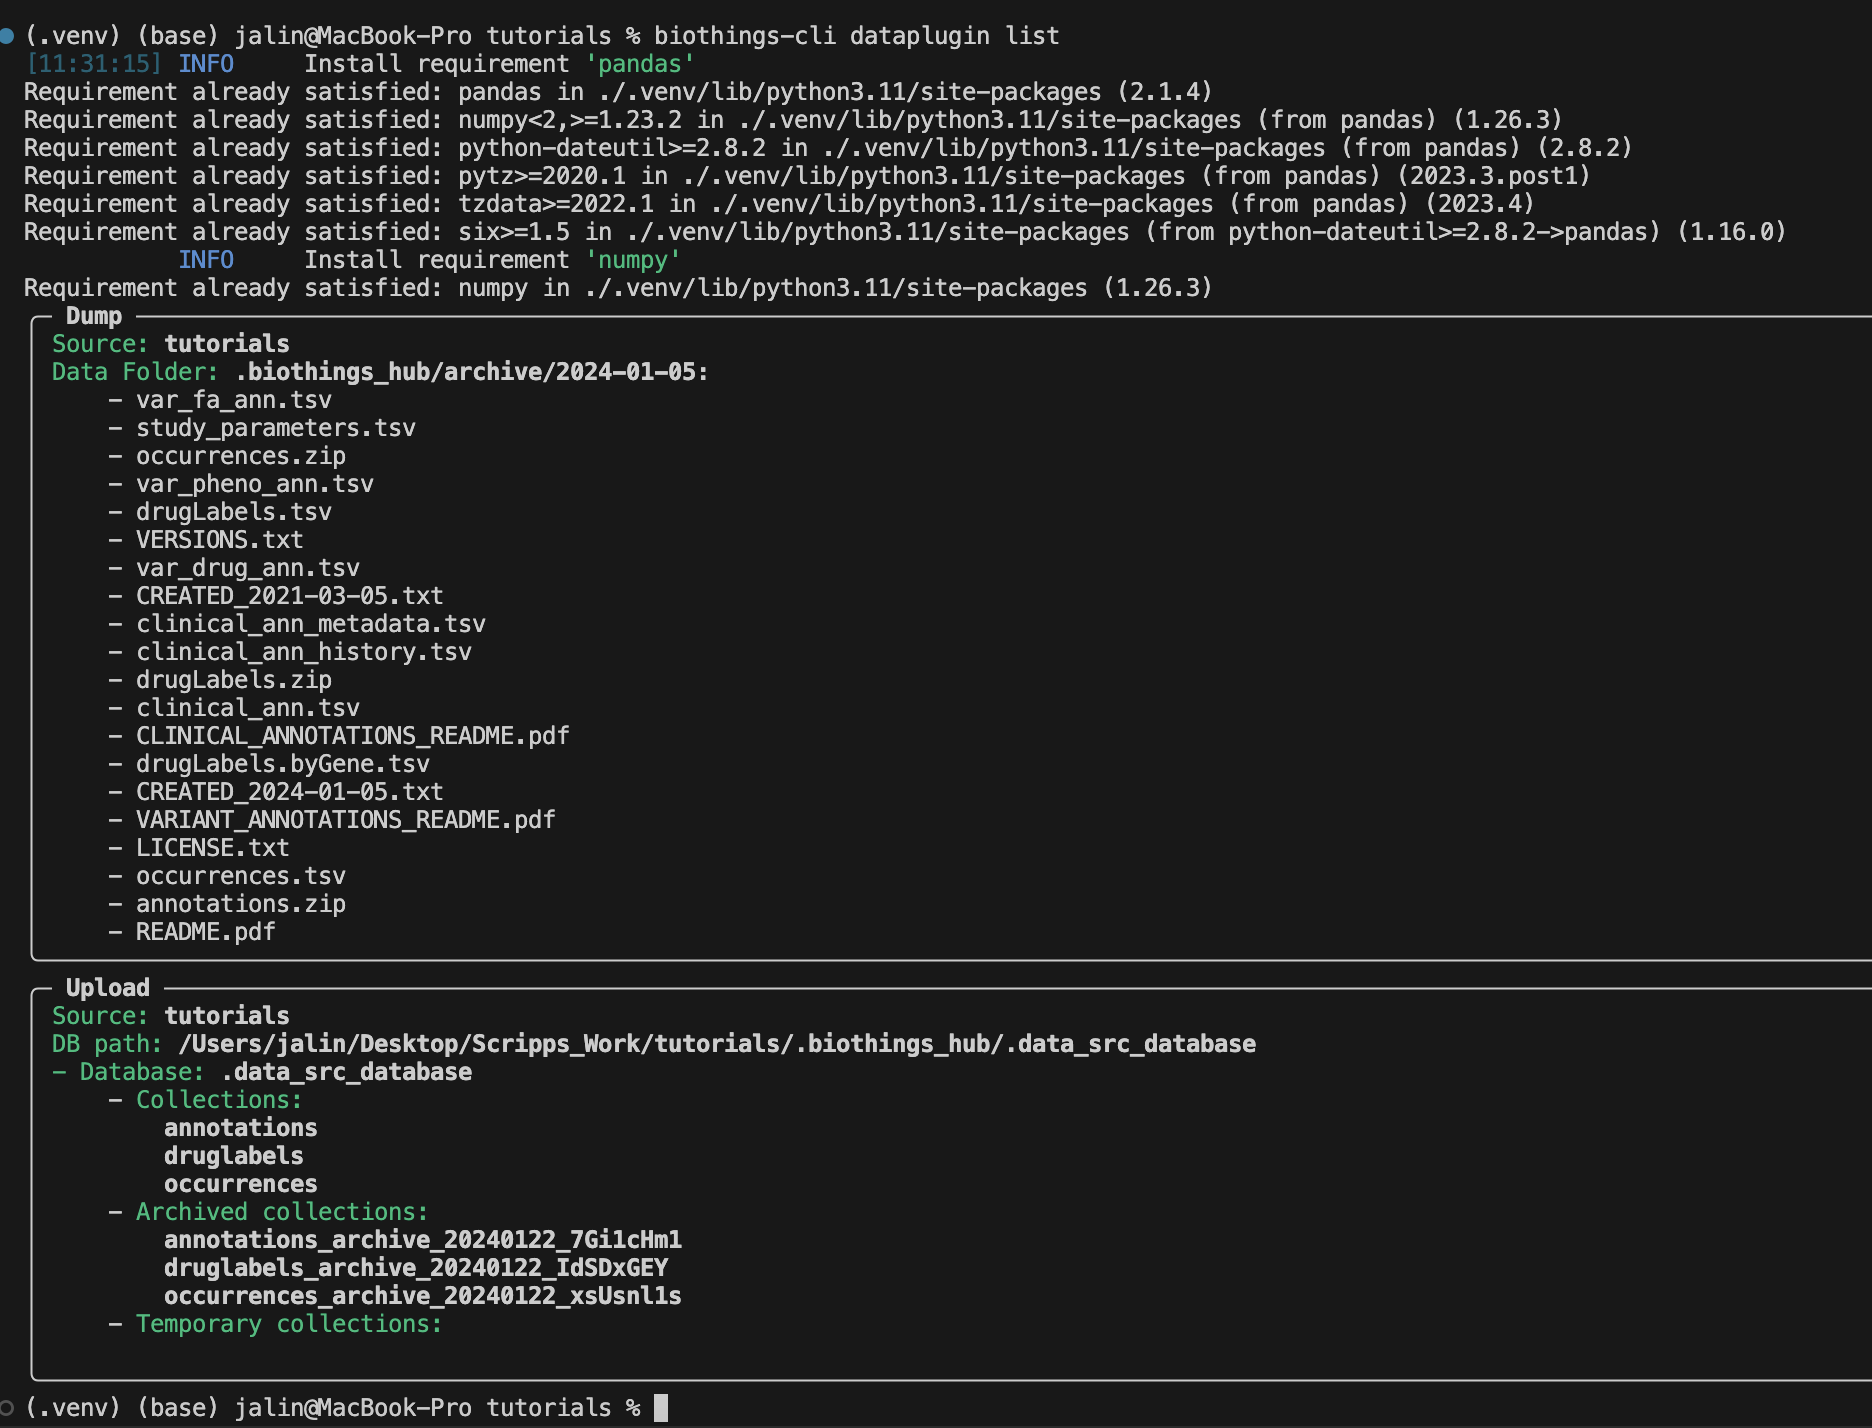 (.venv) (base) jalin@MacBook-Pro tutorials % biothings-cli dataplugin list
[11:31:15] INFO     Install requirement 'pandas'
Requirement already satisfied: pandas in ./.venv/lib/python3.11/site-packages (2.1.4)
Requirement already satisfied: numpy<2,>=1.23.2 in ./.venv/lib/python3.11/site-packages (from pandas) (1.26.3)
Requirement already satisfied: python-dateutil>=2.8.2 in ./.venv/lib/python3.11/site-packages (from pandas) (2.8.2)
Requirement already satisfied: pytz>=2020.1 in ./.venv/lib/python3.11/site-packages (from pandas) (2023.3.post1)
Requirement already satisfied: tzdata>=2022.1 in ./.venv/lib/python3.11/site-packages (from pandas) (2023.4)
Requirement already satisfied: six>=1.5 in ./.venv/lib/python3.11/site-packages (from python-dateutil>=2.8.2->pandas) (1.16.0)
INFO     Install requirement 'numpy'
Requirement already satisfied: numpy in ./.venv/lib/python3.11/site-packages (1.26.3)
Dump
Source: tutorials
Data Folder: .biothings_hub/archive/2024-01-05:
- var_fa_ann.tsv
- study_parameters.tsv
- occurrences.zip
- var_pheno_ann.tsv
- drugLabels.tsv
- VERSIONS.txt
- var_drug_ann.tsv
- CREATED_2021-03-05.txt
- clinical_ann_metadata.tsv
- clinical_ann_history.tsv
- drugLabels.zip
- clinical_ann.tsv
- CLINICAL_ANNOTATIONS_README.pdf
- drugLabels.byGene.tsv
- CREATED_2024-01-05.txt
- VARIANT_ANNOTATIONS_README.pdf
- LICENSE.txt
- occurrences.tsv
- annotations.zip
- README.pdf
Upload
Source: tutorials
DB path: /Users/jalin/Desktop/Scripps_Work/tutorials/.biothings_hub/.data_src_database
- Database: .data_src_database
- Collections:
annotations
druglabels
occurrences
- Archived collections:
annotations_archive_20240122_7Gi1cHm1
druglabels_archive_20240122_IdSDxGEY
occurrences_archive_20240122_xsUsnl1s
- Temporary collections:
(.venv) (base) jalin@MacBook-Pro tutorials %